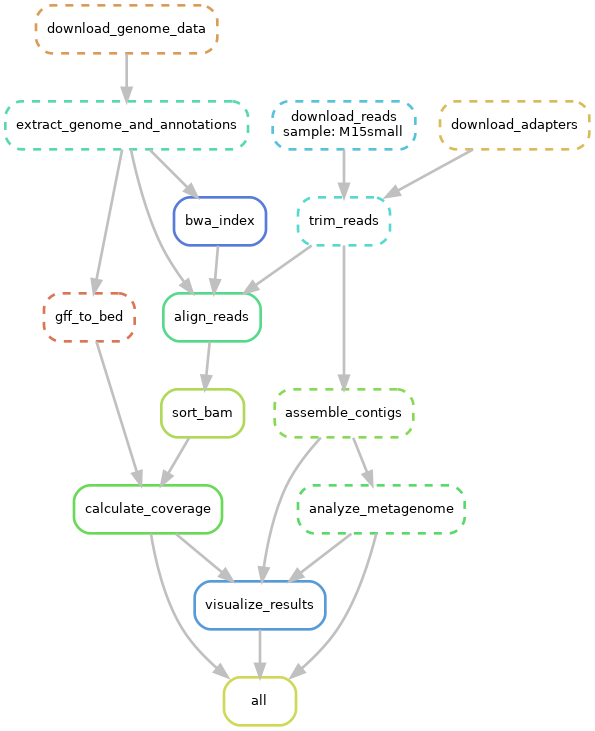 download_genome_data
extract_genome_and_annotations
download_reads
sample: M15small
download_adapters
bwa_index
trim_reads
gff_to_bed
align_reads
sort_bam
assemble_contigs
calculate_coverage
analyze_metagenome
visualize_results
all